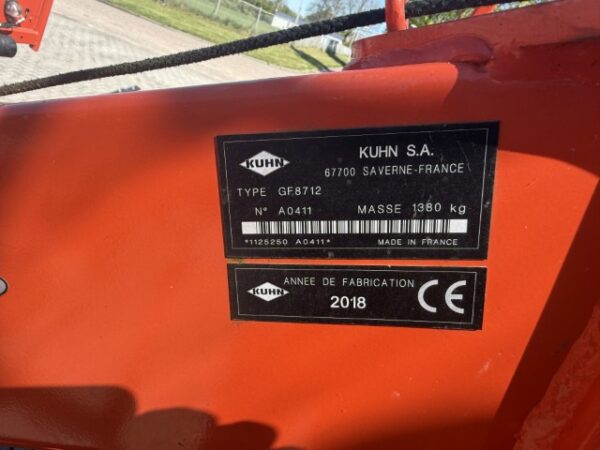 KUHN
KUHN S.A.
67700 SAVERNE-FRANCE
TYPE GF8712
N° A0411 MASSE 1380 kg
*1125250 A0411* MADE IN FRANCE
KUHN
ANNEE DE FABRICATION
2018
CE